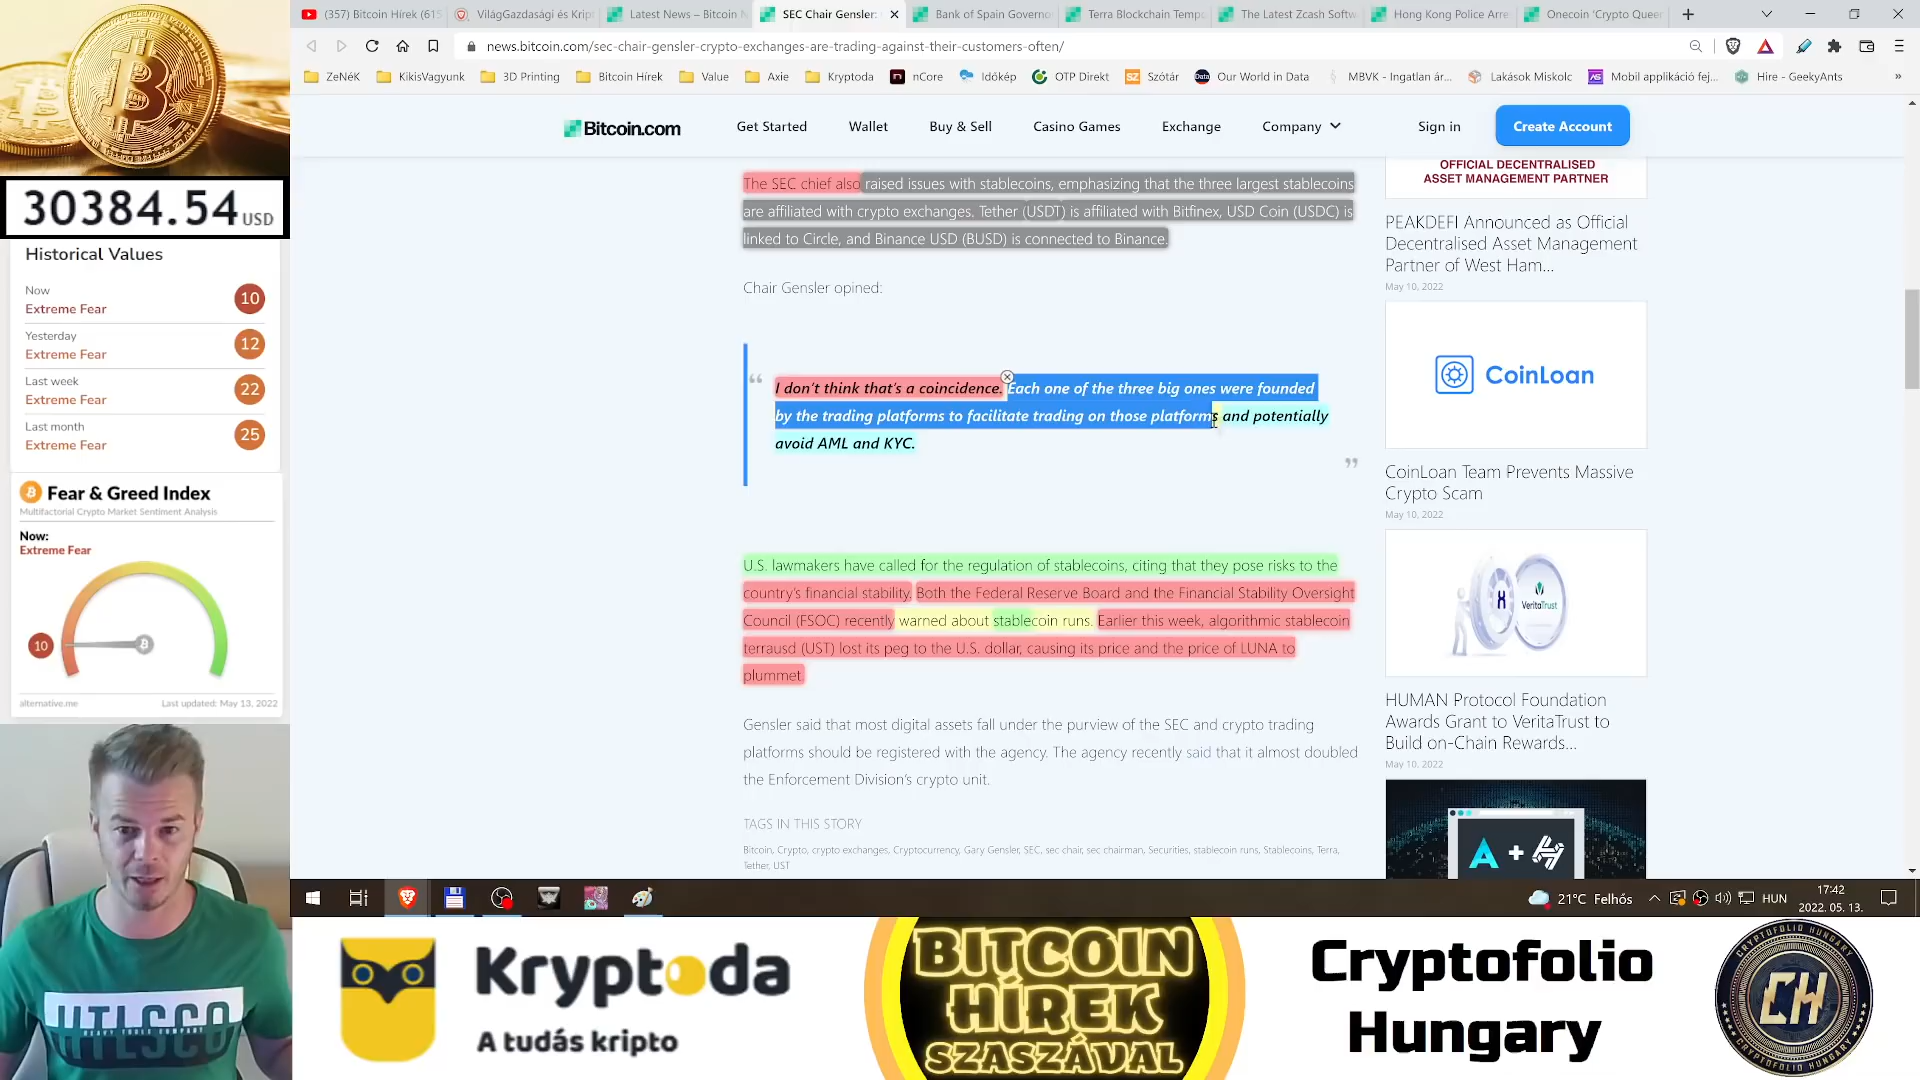 (357) Bitcoin Hírek (615
VilágGazdasági és Kript
Latest News – Bitcoin N
SEC Chair Gensler:
Bank of Spain Governo
Terra Blockchain Temp
The Latest Zcash Softw
Hong Kong Police Arre
Onecoin 'Crypto Queen
news.bitcoin.com/sec-chair-gensler-crypto-exchanges-are-trading-against-their-customers-often/
ZeNéK
KikisVagyunk
3D Printing
Bitcoin Hírek
Value
Axie
Kryptoda
nCore
Időkép
OTP Direkt
Szótár
Our World in Data
MBVK - Ingatlan ár...
Lakások Miskolc
Mobil applikáció fej...
Hire - GeekyAnts
Bitcoin.com
Get Started
Wallet
Buy & Sell
Casino Games
Exchange
Company
Sign in
Create Account
30384.54 USD
Historical Values
Now
Extreme Fear
10
Yesterday
Extreme Fear
12
Last week
Extreme Fear
22
Last month
Extreme Fear
25
Fear & Greed Index
Multifactorial Crypto Market Sentiment Analysis
Now:
Extreme Fear
10
alternative.me
Last updated: May 13, 2022
The SEC chief also raised issues with stablecoins, emphasizing that the three largest stablecoins
are affiliated with crypto exchanges. Tether (USDT) is affiliated with Bitfinex, USD Coin (USDC) is
linked to Circle, and Binance USD (BUSD) is connected to Binance.
Chair Gensler opined:
I don't think that's a coincidence. Each one of the three big ones were founded
by the trading platforms to facilitate trading on those platforms and potentially
avoid AML and KYC.
U.S. lawmakers have called for the regulation of stablecoins, citing that they pose risks to the
country's financial stability. Both the Federal Reserve Board and the Financial Stability Oversight
Council (FSOC) recently warned about stablecoin runs. Earlier this week, algorithmic stablecoin
terrausd (UST) lost its peg to the U.S. dollar, causing its price and the price of LUNA to
plummet.
Gensler said that most digital assets fall under the purview of the SEC and crypto trading
platforms should be registered with the agency. The agency recently said that it almost doubled
the Enforcement Division's crypto unit.
TAGS IN THIS STORY
Bitcoin, Crypto, crypto exchanges, Cryptocurrency, Gary Gensler, SEC, sec chair, sec chairman, Securities, stablecoin runs, Stablecoins, Terra,
Tether, UST
OFFICIAL DECENTRALISED
ASSET MANAGEMENT PARTNER
PEAKDEFI Announced as Official
Decentralised Asset Management
Partner of West Ham...
May 10, 2022
CoinLoan
CoinLoan Team Prevents Massive
Crypto Scam
May 10, 2022
VeritaTrust
HUMAN Protocol Foundation
Awards Grant to VeritaTrust to
Build on-Chain Rewards...
May 10, 2022
21°C Felhős
HUN
17:42
2022. 05. 13.
HTLSCO
Kryptoda
A tudás kripto
BITCOIN
HÍREK
SZASZÁVAL
Cryptofolio
Hungary
CRYPTOFOLIO HUNGARY
CH
CRYPTOFOLIO HUNGARY